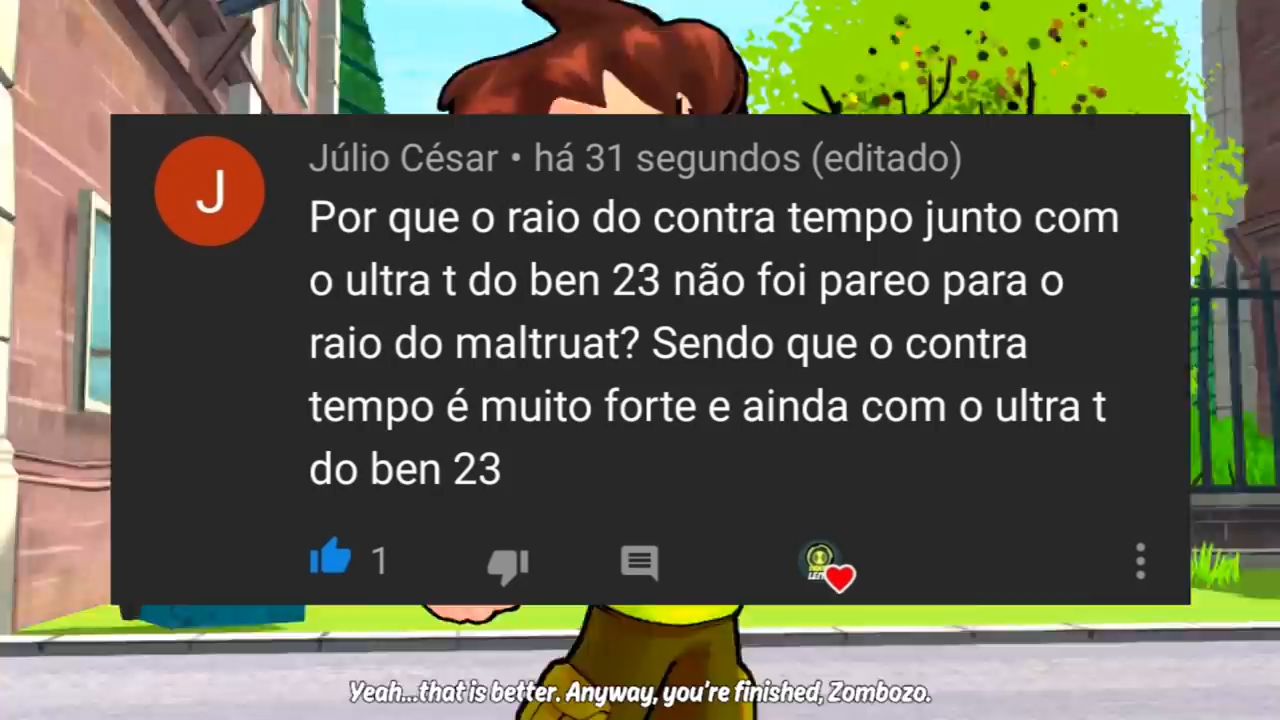 J
Júlio César • há 31 segundos (editado)
Por que o raio do contra tempo junto com
o ultra t do ben 23 não foi pareo para o
raio do maltruat? Sendo que o contra
tempo é muito forte e ainda com o ultra t
do ben 23
1
Yeah...that is better. Anyway, you're finished, Zombozo.